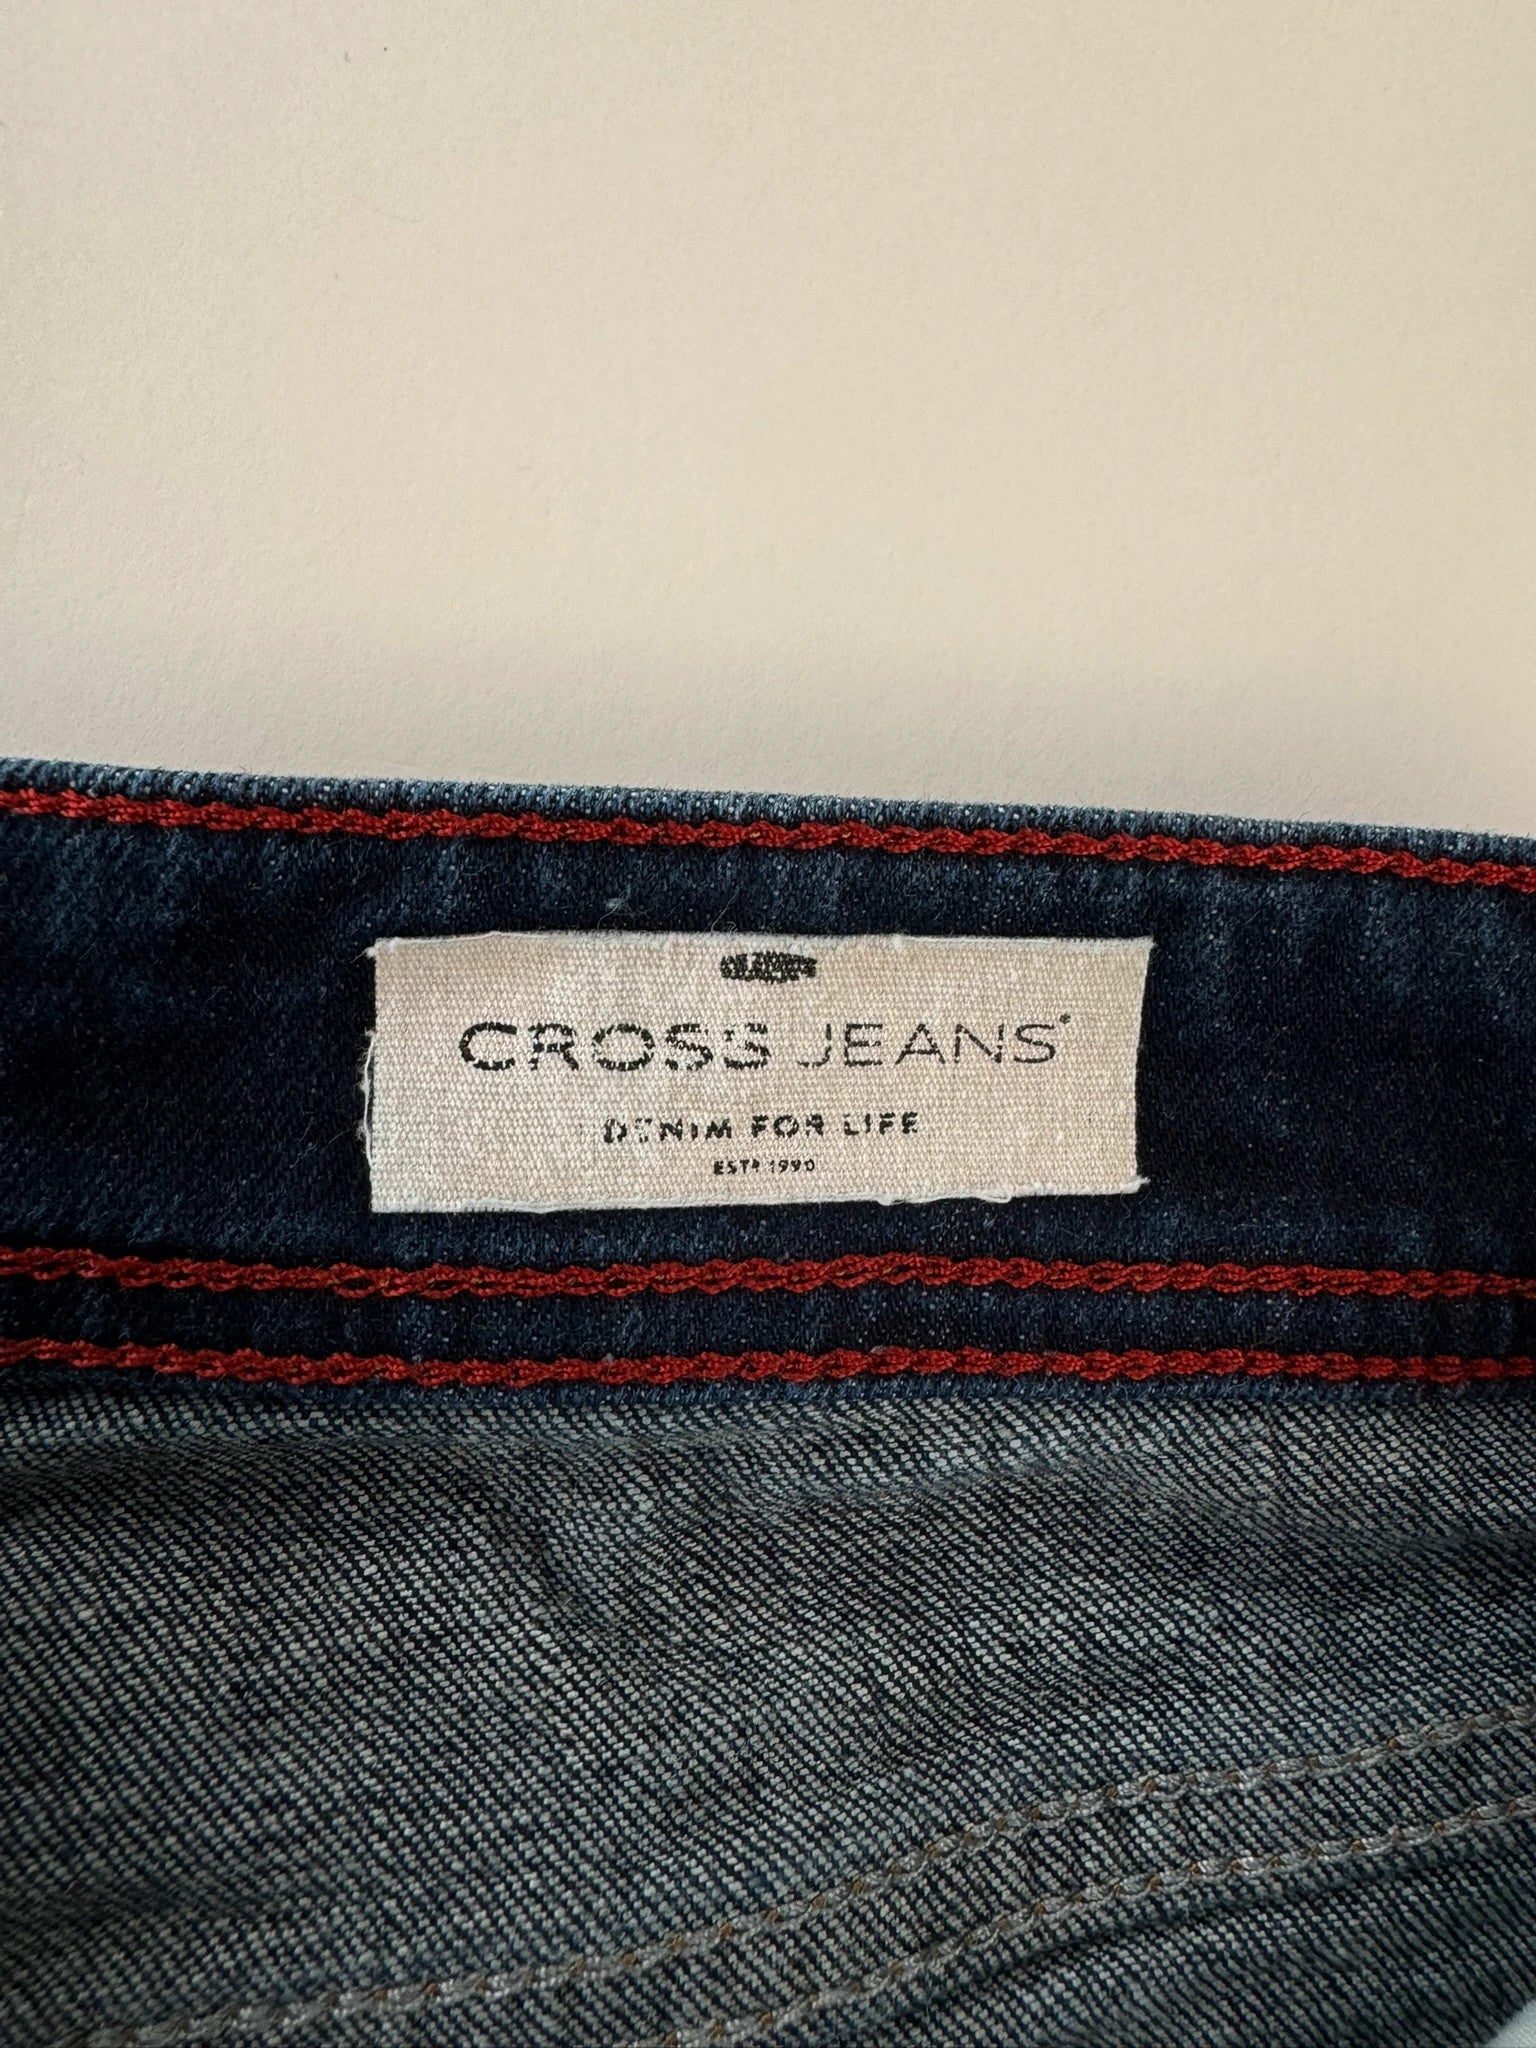 CROSS JEANS®
DENIM FOR LIFE
ESTD 1990